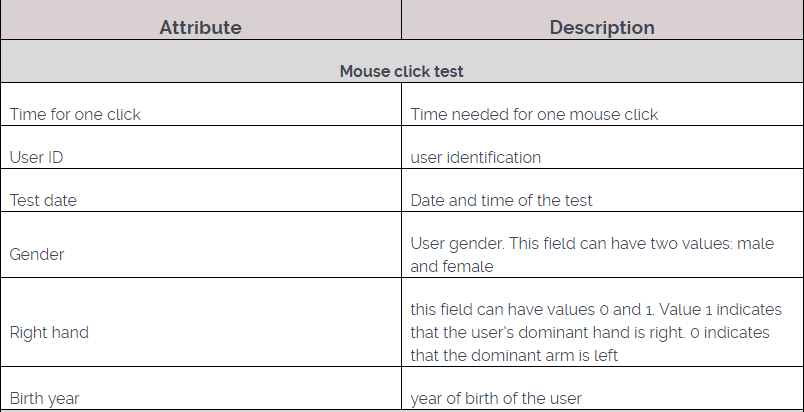 Attribute Description
Mouse click test
Time for one click Time needed for one mouse click
User ID user identification
Test date Date and time of the test
Gender User gender. This field can have two values: male
and female
Right hand this field can have values 0 and 1. Value 1 indicates
that the user's dominant hand is right. 0 indicates
that the dominant arm is left
Birth year year of birth of the user